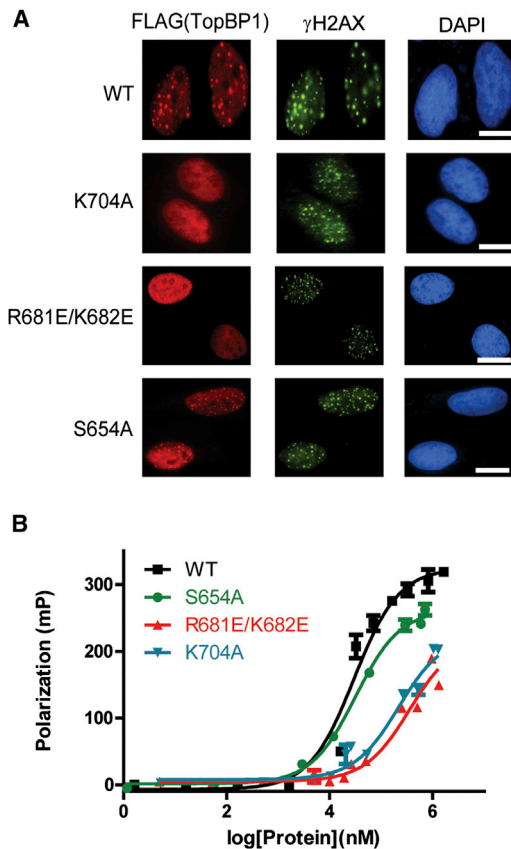 A
FLAG(TopBP1) γH2AX DAPI
WT
K704A
R681E/K682E
S654A
B
WT
S654A
R681E/K682E
K704A
300
200
100
0
Polarization (mP)
0 2 4 6
log[Protein](nM)